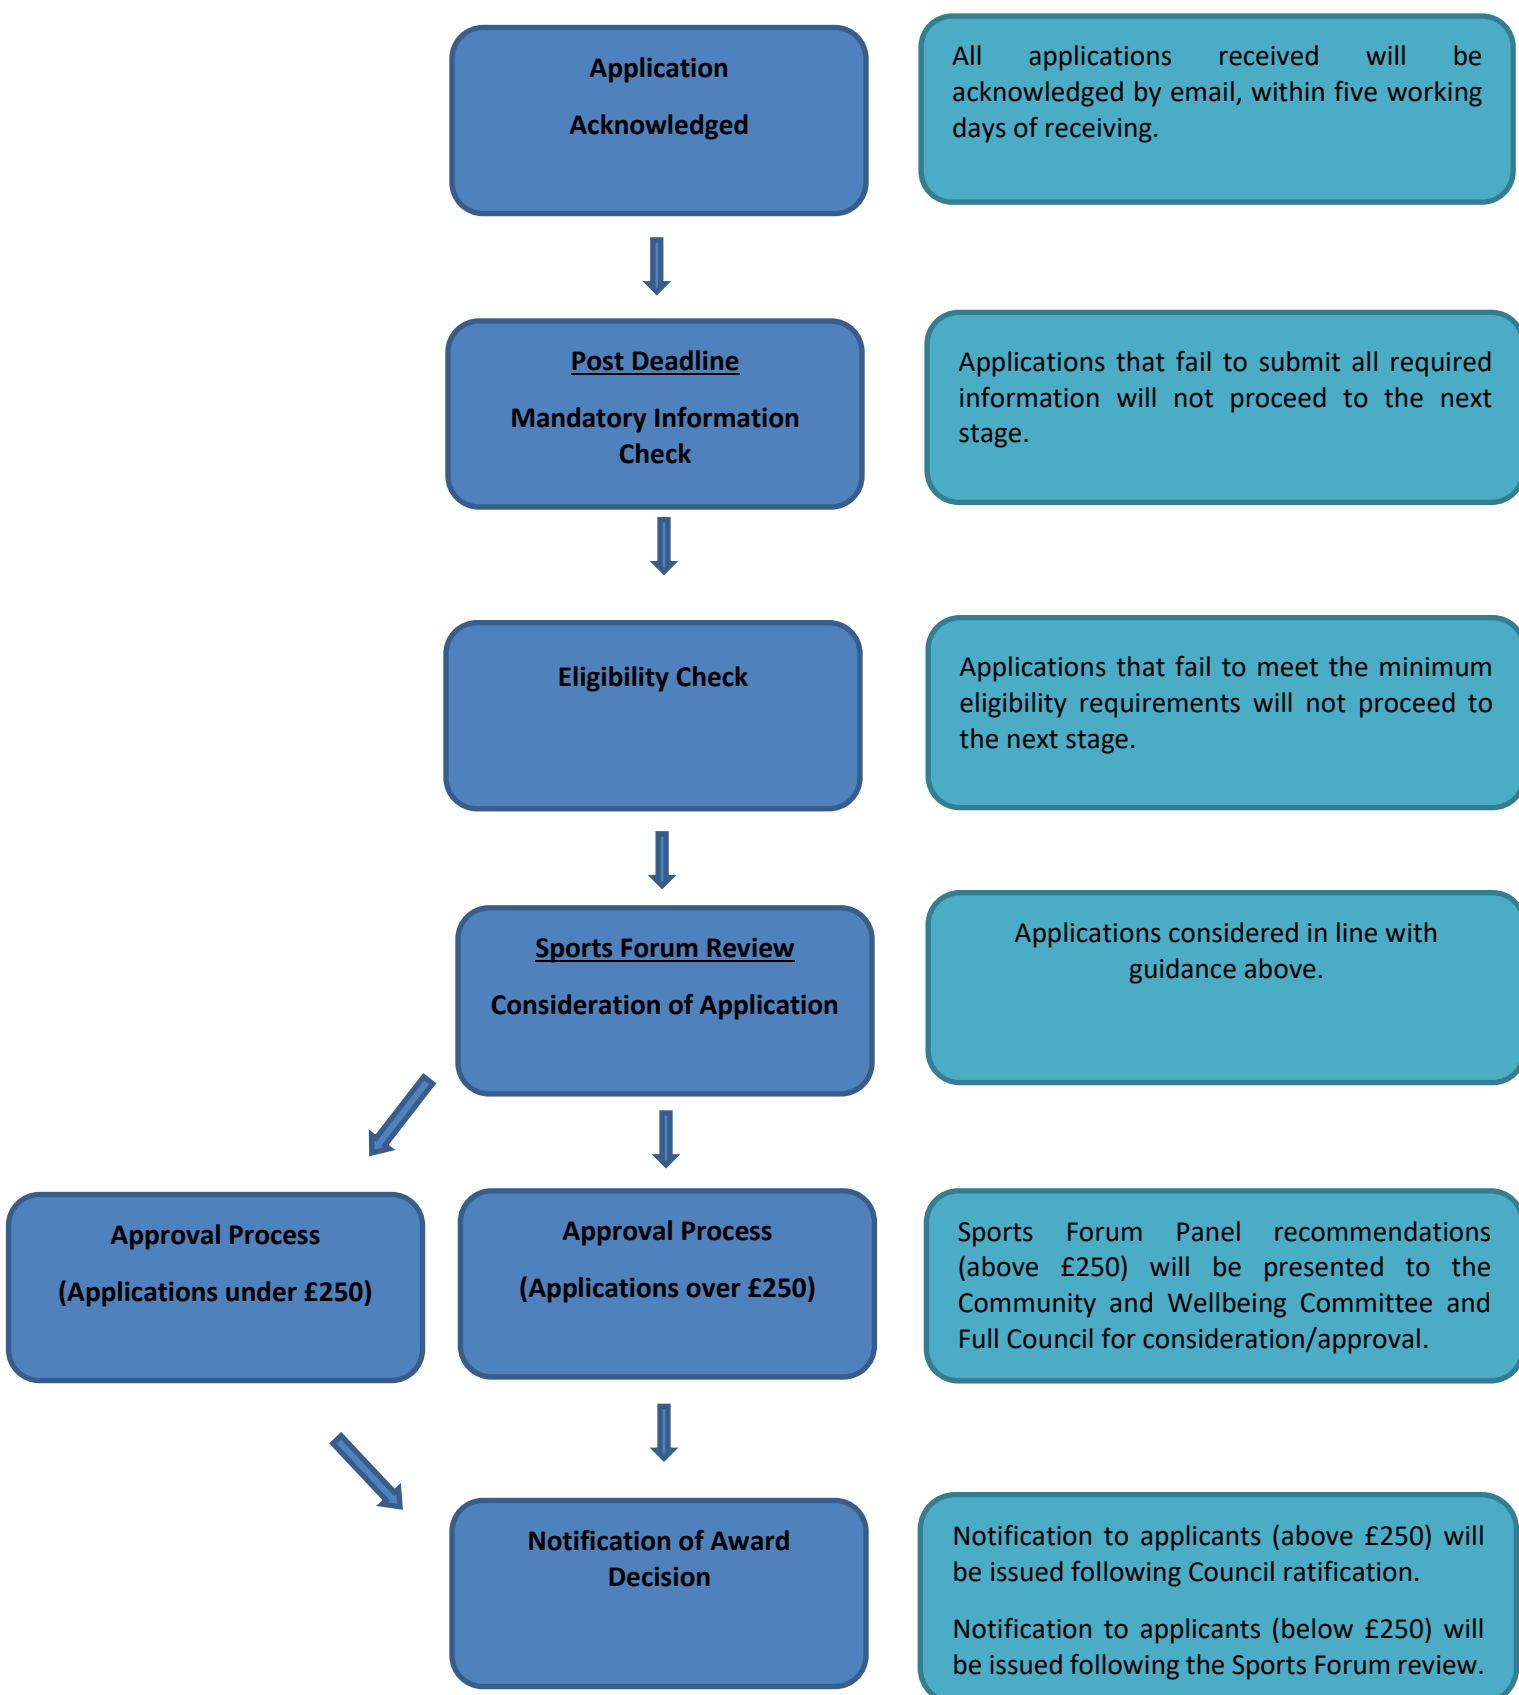 Application
Acknowledged
All applications received will be
acknowledged by email, within five working
days of receiving.
Post Deadline
Mandatory Information
Check
Applications that fail to submit all required
information will not proceed to the next
stage.
Eligibility Check
Applications that fail to meet the minimum
eligibility requirements will not proceed to
the next stage.
Sports Forum Review
Consideration of Application
Applications considered in line with
guidance above.
Approval Process
(Applications under £250)
Approval Process
(Applications over £250)
Sports Forum Panel recommendations
(above £250) will be presented to the
Community and Wellbeing Committee and
Full Council for consideration/approval.
Notification of Award
Decision
Notification to applicants (above £250) will
be issued following Council ratification.
Notification to applicants (below £250) will
be issued following the Sports Forum review.